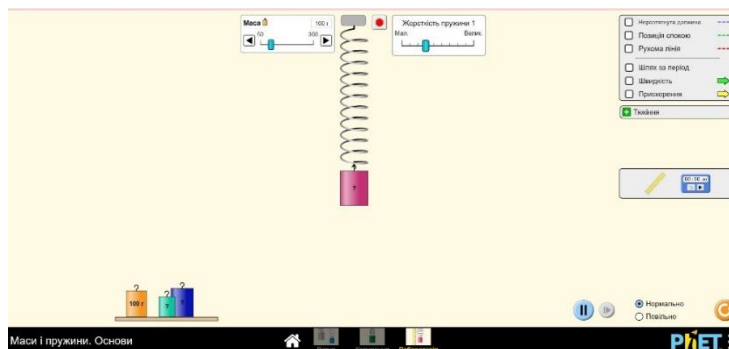 Маса 100 г
50 300
Жорсткість пружини 1
Мал. Велик.
?
100 г
?
?
Нерозтягнута довжина
Позиція спокою
Рухома лінія
Шлях за період
Швидкість
Прискорення
Тяжіння
Нормально
Повільно
Маси і пружини. Основи
PhET